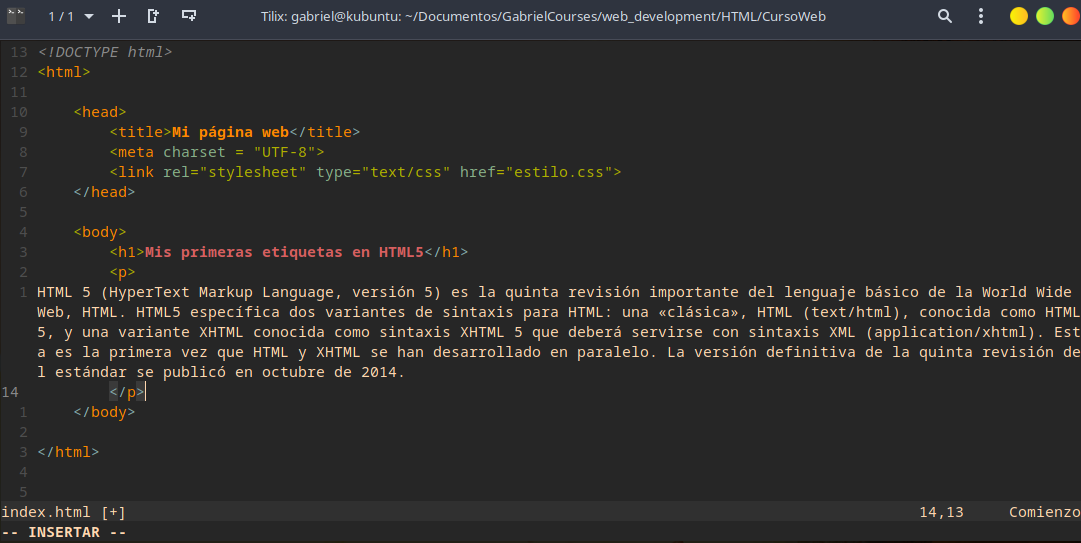 1 / 1 Tilix: gabriel@kubuntu: ~/Documentos/GabrielCourses/web_development/HTML/CursoWeb
13 <!DOCTYPE html>
12 <html>
11
10     <head>
9         <title>Mi página web</title>
8         <meta charset = "UTF-8">
7         <link rel="stylesheet" type="text/css" href="estilo.css">
6     </head>
5
4     <body>
3         <h1>Mis primeras etiquetas en HTML5</h1>
2         <p>
1 HTML 5 (HyperText Markup Language, versión 5) es la quinta revisión importante del lenguaje básico de la World Wide
Web, HTML. HTML5 específica dos variantes de sintaxis para HTML: una «clásica», HTML (text/html), conocida como HTML
5, y una variante XHTML conocida como sintaxis XHTML 5 que deberá servirse con sintaxis XML (application/xhtml). Est
a es la primera vez que HTML y XHTML se han desarrollado en paralelo. La versión definitiva de la quinta revisión de
l estándar se publicó en octubre de 2014.
14         </p>
1     </body>
2
3 </html>
4
5
index.html [+] 14,13 Comienzo
-- INSERTAR --